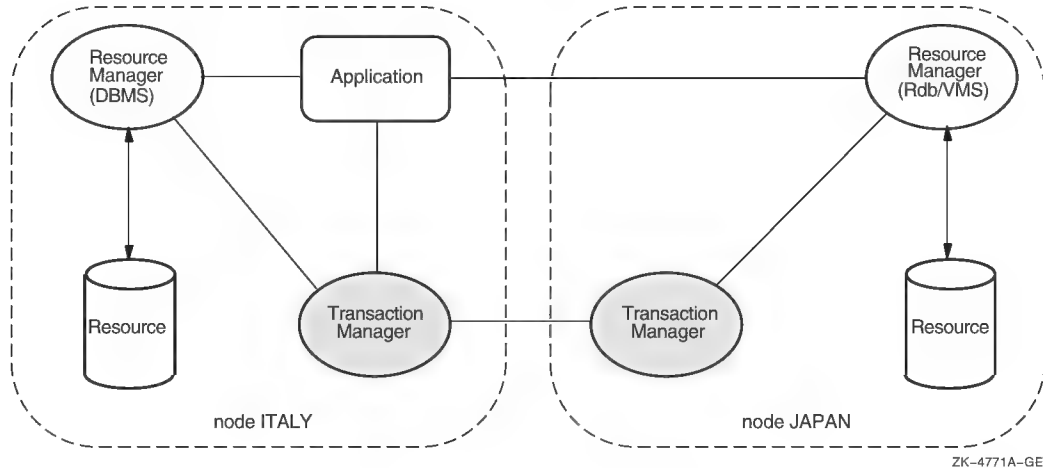 Resource
Manager
(DBMS)
Application
Resource
Manager
(Rdb/VMS)
Resource
Transaction
Manager
Transaction
Manager
Resource
node ITALY
node JAPAN
ZK-4771A-GE